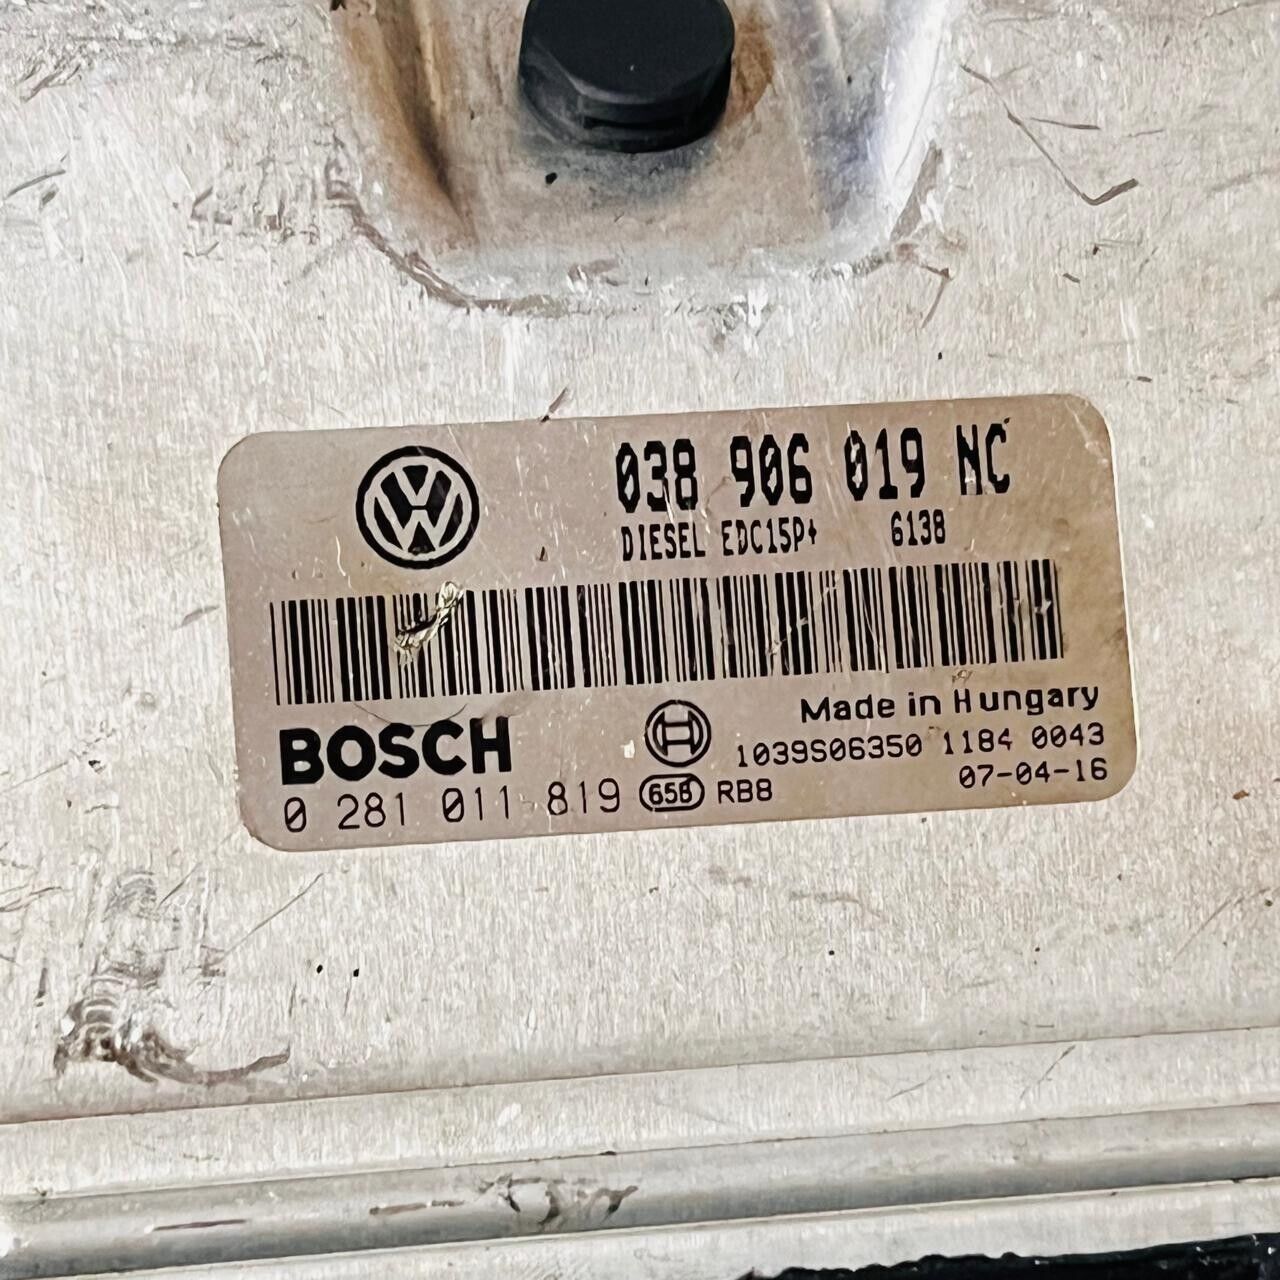 038 906 019 NC
DIESEL EDC15P+ 6138
Made in Hungary
BOSCH
1039S06350 1184 0043
0 281 011 819 65B RB8
07-04-16